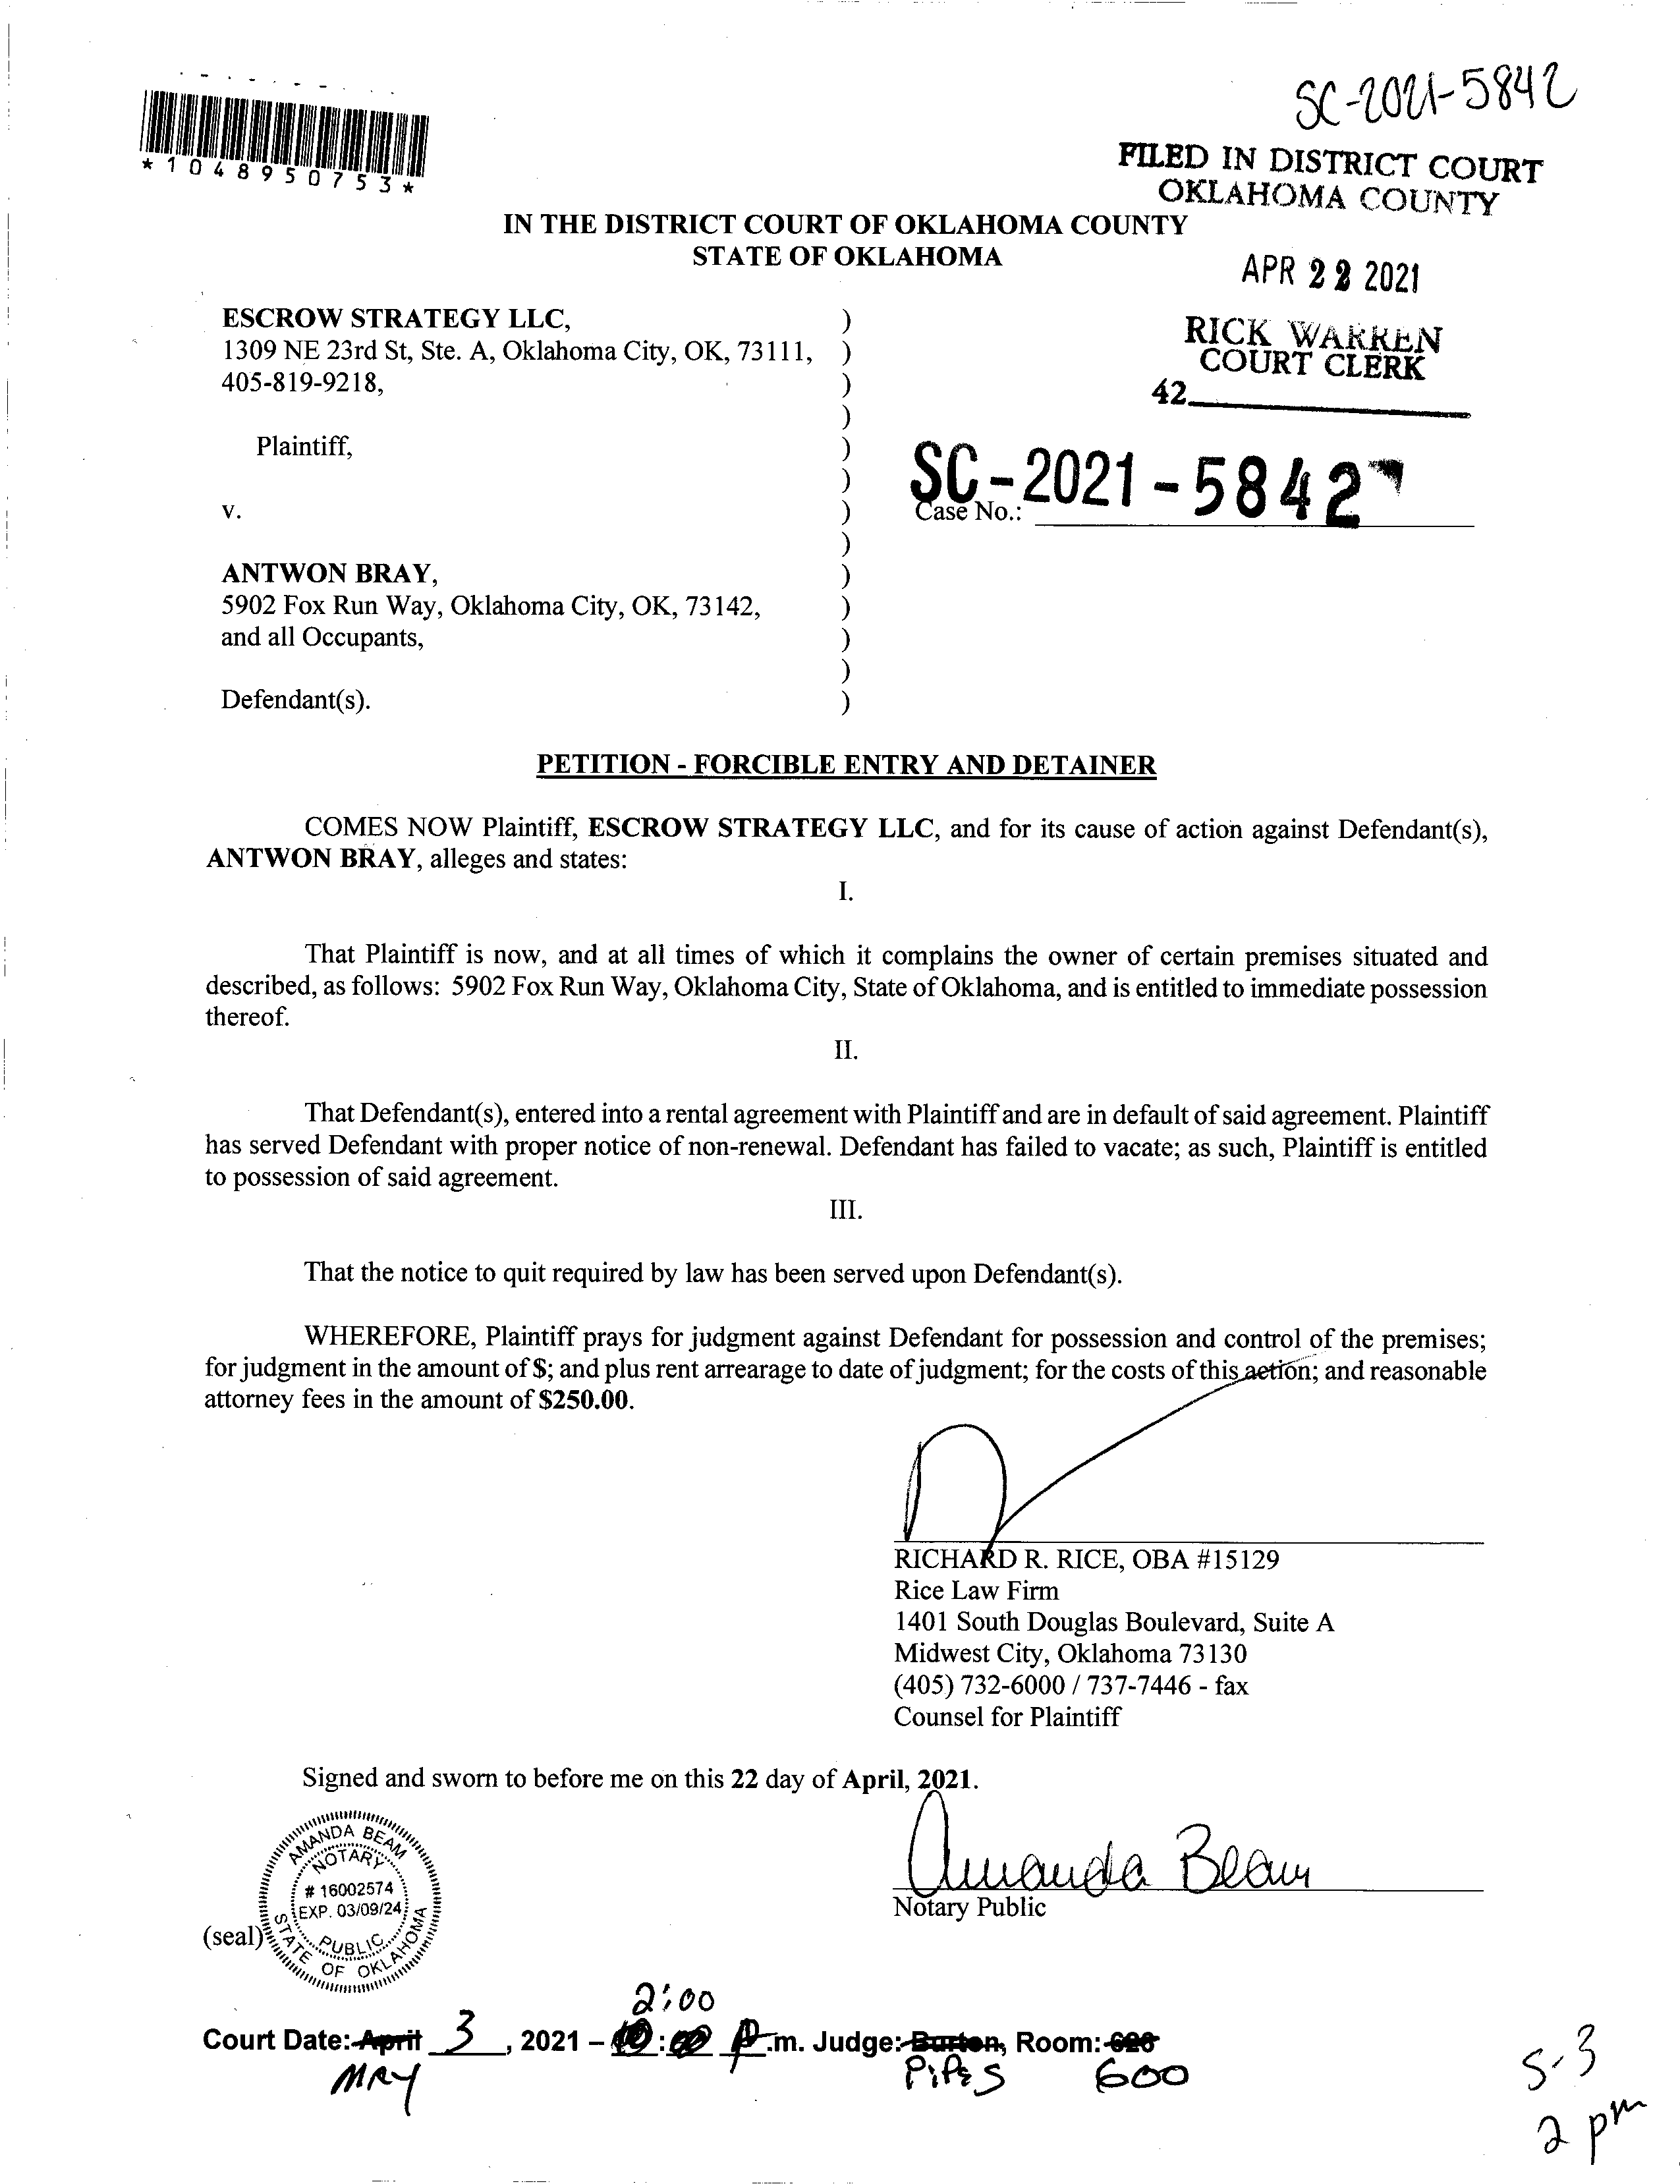 SC-2021-5842
*1048950753*
FILED IN DISTRICT COURT
OKLAHOMA COUNTY
IN THE DISTRICT COURT OF OKLAHOMA COUNTY
STATE OF OKLAHOMA
APR 22 2021
RICK WARREN
COURT CLERK
42
ESCROW STRATEGY LLC, )
1309 NE 23rd St, Ste. A, Oklahoma City, OK, 73111, )
405-819-9218, )
)
Plaintiff, )
)
v. )
)
ANTWON BRAY, )
5902 Fox Run Way, Oklahoma City, OK, 73142, )
and all Occupants, )
)
Defendant(s). )
SC-2021-5842
Case No.:
PETITION - FORCIBLE ENTRY AND DETAINER
COMES NOW Plaintiff, ESCROW STRATEGY LLC, and for its cause of action against Defendant(s),
ANTWON BRAY, alleges and states:
I.
That Plaintiff is now, and at all times of which it complains the owner of certain premises situated and
described, as follows: 5902 Fox Run Way, Oklahoma City, State of Oklahoma, and is entitled to immediate possession
thereof.
II.
That Defendant(s), entered into a rental agreement with Plaintiff and are in default of said agreement. Plaintiff
has served Defendant with proper notice of non-renewal. Defendant has failed to vacate; as such, Plaintiff is entitled
to possession of said agreement.
III.
That the notice to quit required by law has been served upon Defendant(s).
WHEREFORE, Plaintiff prays for judgment against Defendant for possession and control of the premises;
for judgment in the amount of $; and plus rent arrearage to date of judgment; for the costs of this action; and reasonable
attorney fees in the amount of $250.00.
RICHARD R. RICE, OBA #15129
Rice Law Firm
1401 South Douglas Boulevard, Suite A
Midwest City, Oklahoma 73130
(405) 732-6000 / 737-7446 - fax
Counsel for Plaintiff
Signed and sworn to before me on this 22 day of April, 2021.
Amanda Beam
Notary Public
AMANDA BEAM
NOTARY
# 16002574
EXP. 03/09/24
PUBLIC
STATE OF OKLAHOMA
(seal)
2:00
Court Date: April 3, 2021 – :00 p.m. Judge: Burton, Room:
MAY Pipes 600
5-3
2 pm